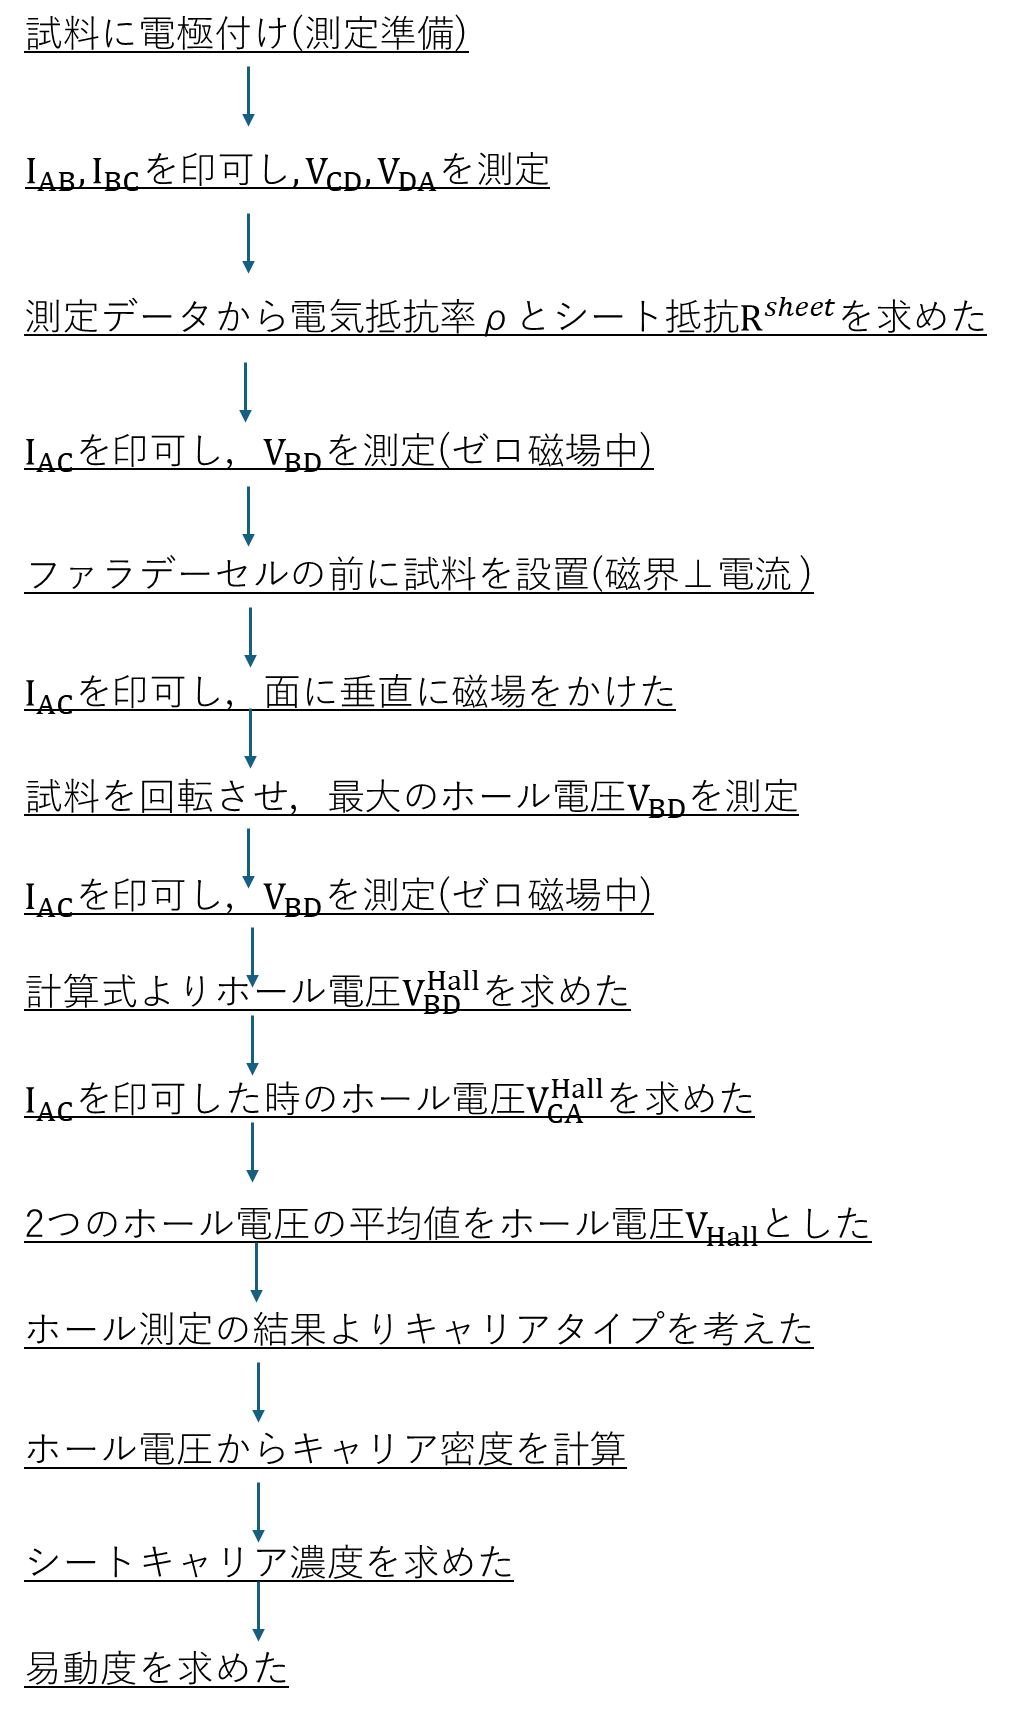 試料に電極付け(測定準備)
I_AB,I_BCを印可し,V_CD,V_DAを測定
測定データから電気抵抗率ρとシート抵抗R^sheetを求めた
I_ACを印可し，V_BDを測定(ゼロ磁場中)
ファラデーセルの前に試料を設置(磁界⊥電流)
I_ACを印可し，面に垂直に磁場をかけた
試料を回転させ，最大のホール電圧V_BDを測定
I_ACを印可し，V_BDを測定(ゼロ磁場中)
計算式よりホール電圧V_BD^Hallを求めた
I_ACを印可した時のホール電圧V_CA^Hallを求めた
2つのホール電圧の平均値をホール電圧V_Hallとした
ホール測定の結果よりキャリアタイプを考えた
ホール電圧からキャリア密度を計算
シートキャリア濃度を求めた
易動度を求めた